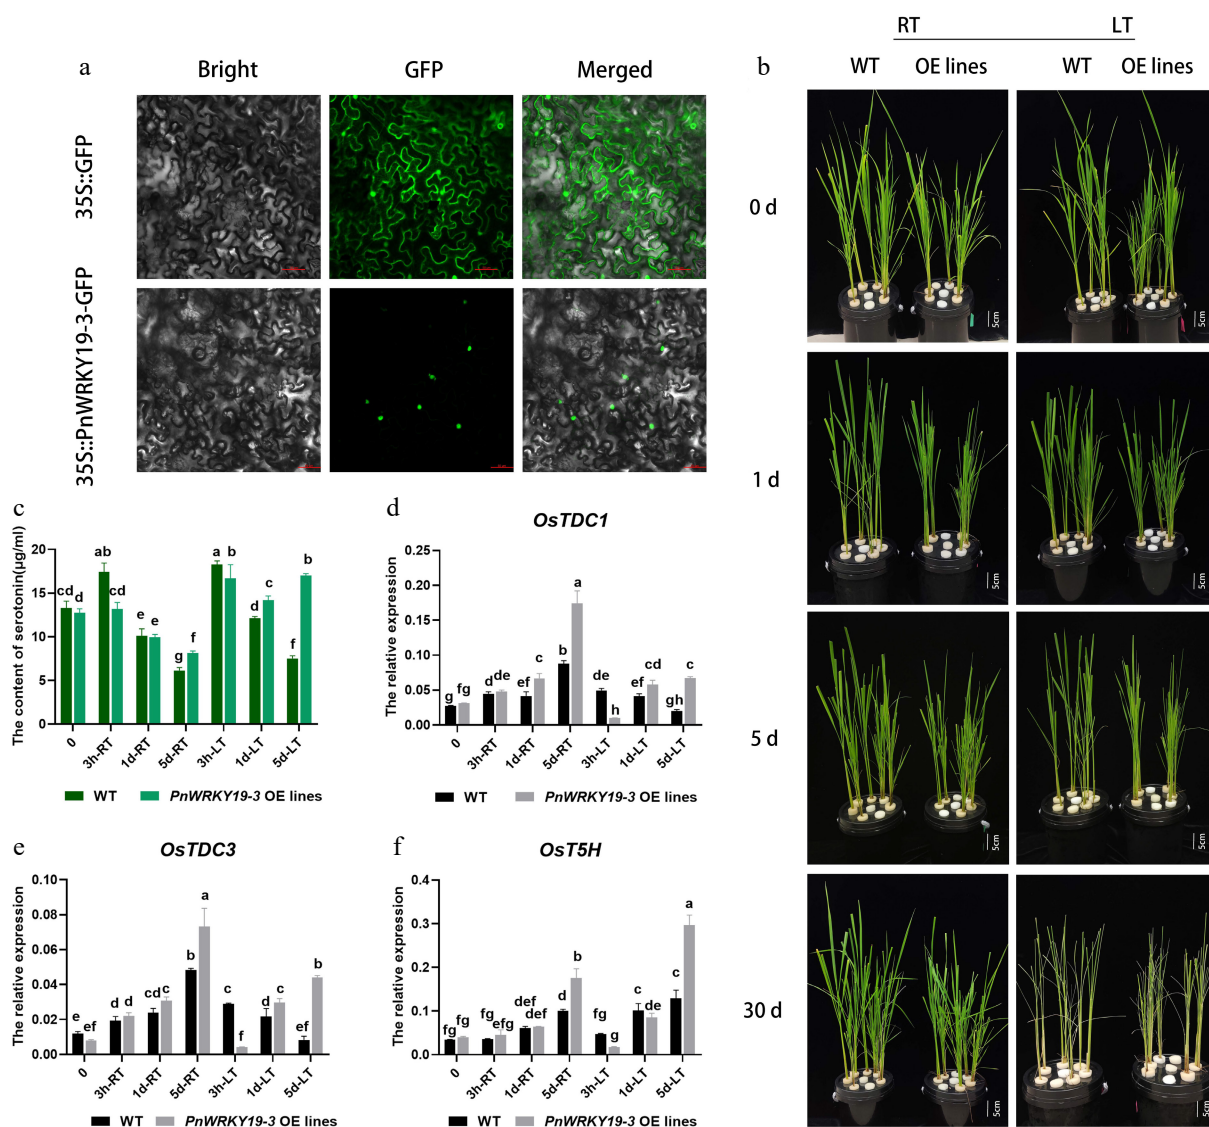 RT LT
a Bright GFP Merged
b WT OE lines WT OE lines
35S::GFP
35S::PnWRKY19-3-GFP
0 d
5cm 5cm
1 d
5cm 5cm
5 d
5cm 5cm
30 d
5cm 5cm
c
The content of serotonin(μg/ml)
20
15
10
5
0
cd d ab cd e e g f a b d c f b
0 3h-RT 1d-RT 5d-RT 3h-LT 1d-LT 5d-LT
WT PnWRKY19-3 OE lines
d OsTDC1
The relative expression
0.25
0.20
0.15
0.10
0.05
0.00
g fg d de ef c b a de h ef cd gh c
0 3h-RT 1d-RT 5d-RT 3h-LT 1d-LT 5d-LT
WT PnWRKY19-3 OE lines
e OsTDC3
The relative expression
0.10
0.08
0.06
0.04
0.02
0.00
e ef d d cd c b a c f d c ef b
0 3h-RT 1d-RT 5d-RT 3h-LT 1d-LT 5d-LT
WT PnWRKY19-3 OE lines
f OsT5H
The relative expression
0.4
0.3
0.2
0.1
0.0
fg fg fg efg def def d b fg g c de c a
0 3h-RT 1d-RT 5d-RT 3h-LT 1d-LT 5d-LT
WT PnWRKY19-3 OE lines